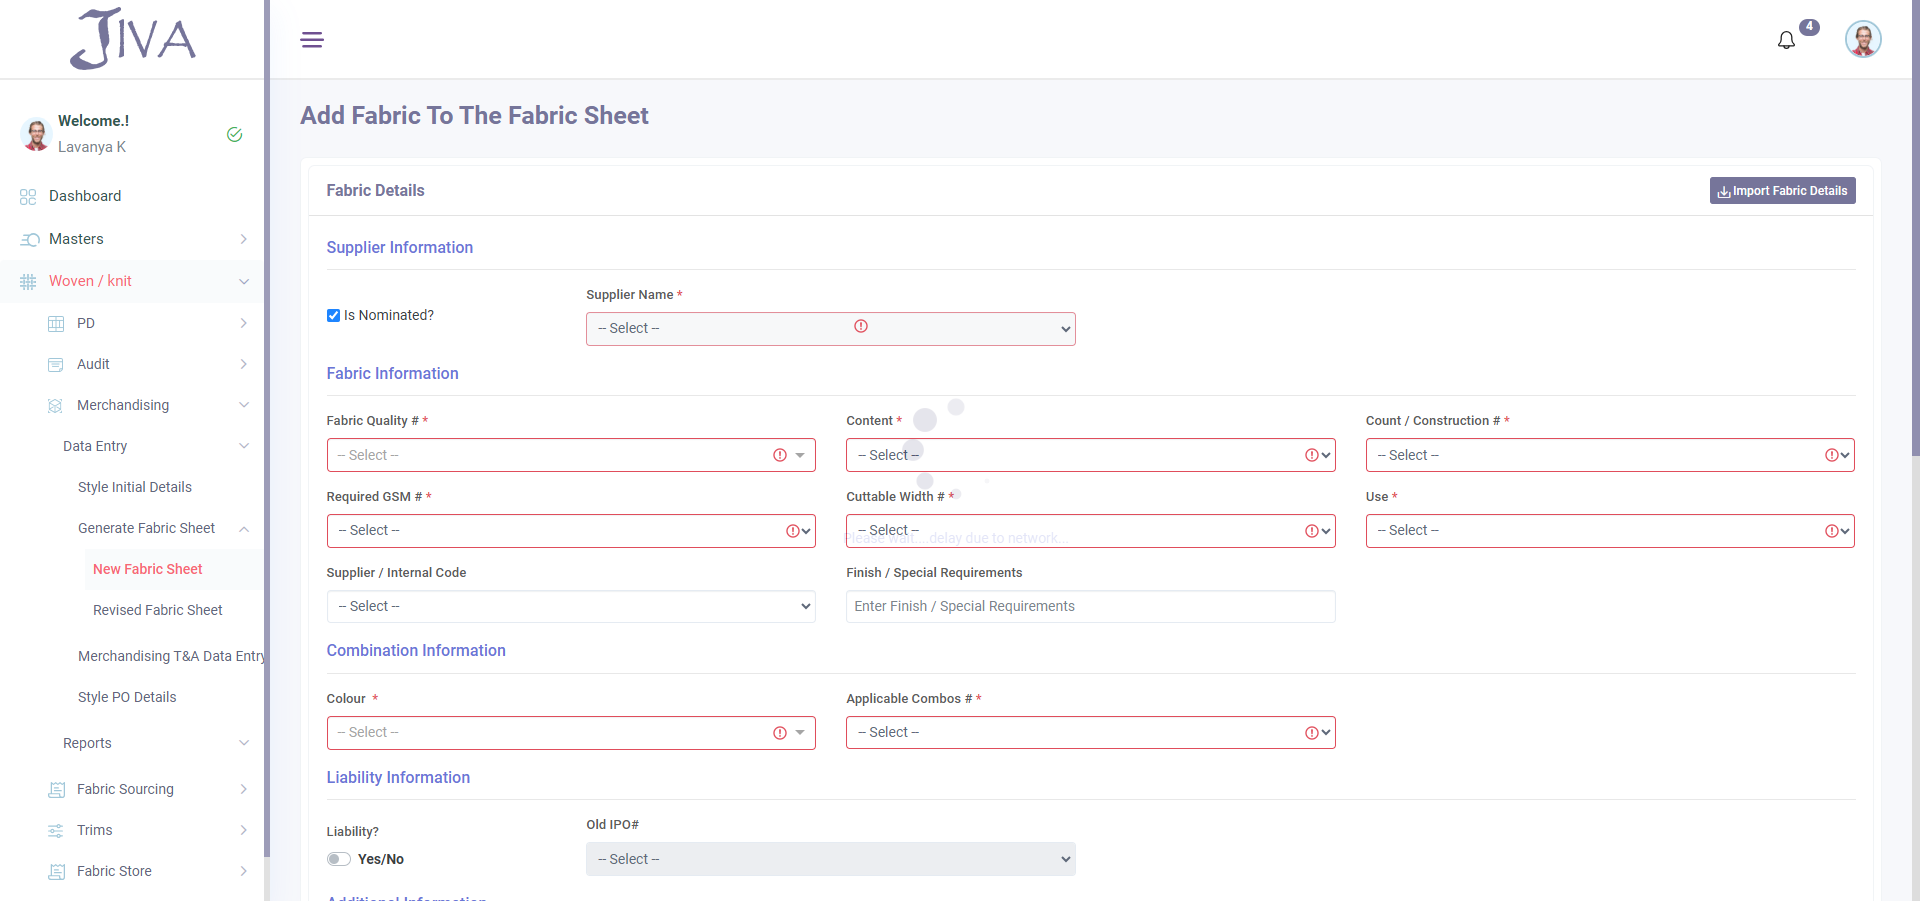 JIVA
4
Welcome.!
Lavanya K
Dashboard
Masters
Woven / knit
PD
Audit
Merchandising
Data Entry
Style Initial Details
Generate Fabric Sheet
New Fabric Sheet
Revised Fabric Sheet
Merchandising T&A Data Entry
Style PO Details
Reports
Fabric Sourcing
Trims
Fabric Store
Add Fabric To The Fabric Sheet
Fabric Details
Import Fabric Details
Supplier Information
Is Nominated?
Supplier Name *
-- Select --
Fabric Information
Fabric Quality # *
Content *
Count / Construction # *
-- Select --
-- Select --
-- Select --
Required GSM # *
Cuttable Width # *
Use *
-- Select --
-- Select --
-- Select --
Please wait....delay due to network...
Supplier / Internal Code
Finish / Special Requirements
-- Select --
Enter Finish / Special Requirements
Combination Information
Colour *
Applicable Combos # *
-- Select --
-- Select --
Liability Information
Liability?
Old IPO#
Yes/No
-- Select --
Additional Information